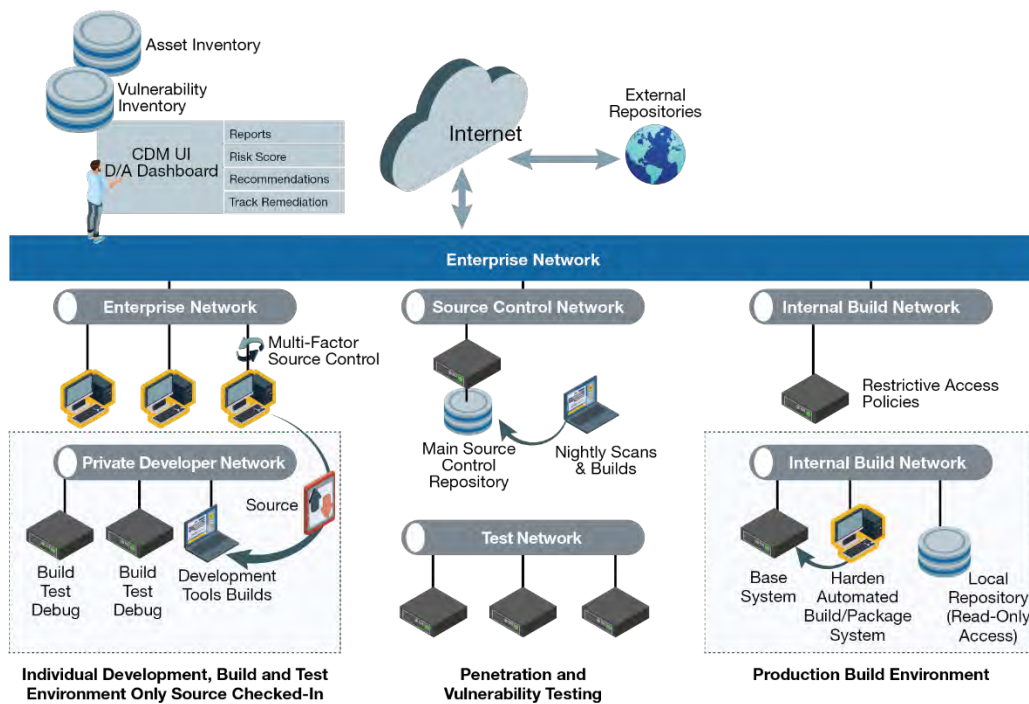 Asset Inventory
Vulnerability
Inventory
CDM UI
D/A Dashboard
Reports
Risk Score
Recommendations
Track Remediation
Internet
External
Repositories
Enterprise Network
Enterprise Network
Multi-Factor
Source Control
Private Developer Network
Source
Build
Test
Debug
Build
Test
Debug
Development
Tools Builds
Individual Development, Build and Test
Environment Only Source Checked-In
Source Control Network
Main Source
Control
Repository
Nightly Scans
& Builds
Test Network
Penetration and
Vulnerability Testing
Internal Build Network
Restrictive Access
Policies
Internal Build Network
Base
System
Harden
Automated
Build/Package
System
Local
Repository
(Read-Only
Access)
Production Build Environment